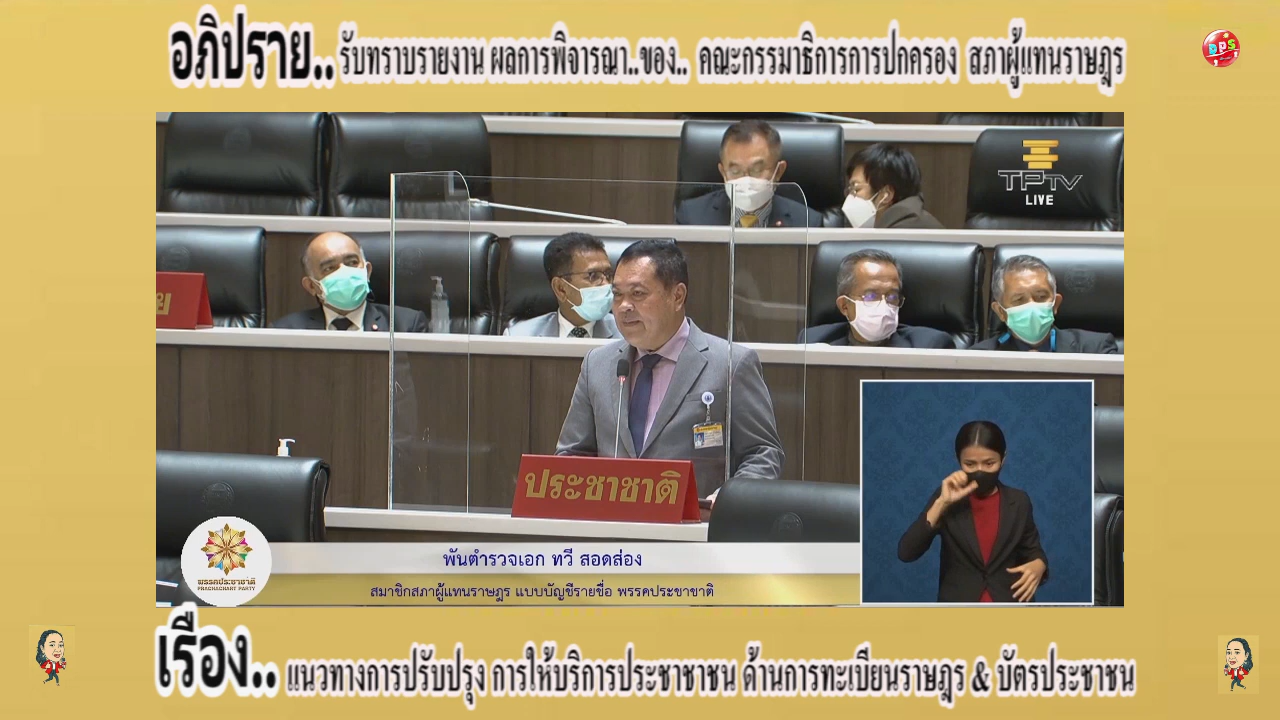 อภิปราย.. รับทราบรายงาน ผลการพิจารณา..ของ.. คณะกรรมาธิการการปกครอง สภาผู้แทนราษฎร
DPS
TPTV
LIVE
ย
ประชาชาติ
พรรคประชาชาติ
PRACHACHART PARTY
พันตำรวจเอก ทวี สอดส่อง
สมาชิกสภาผู้แทนราษฎร แบบบัญชีรายชื่อ พรรคประชาชาติ
เรื่อง.. แนวทางการปรับปรุง การให้บริการประชาชาชน ด้านการทะเบียนราษฎร & บัตรประชาชน